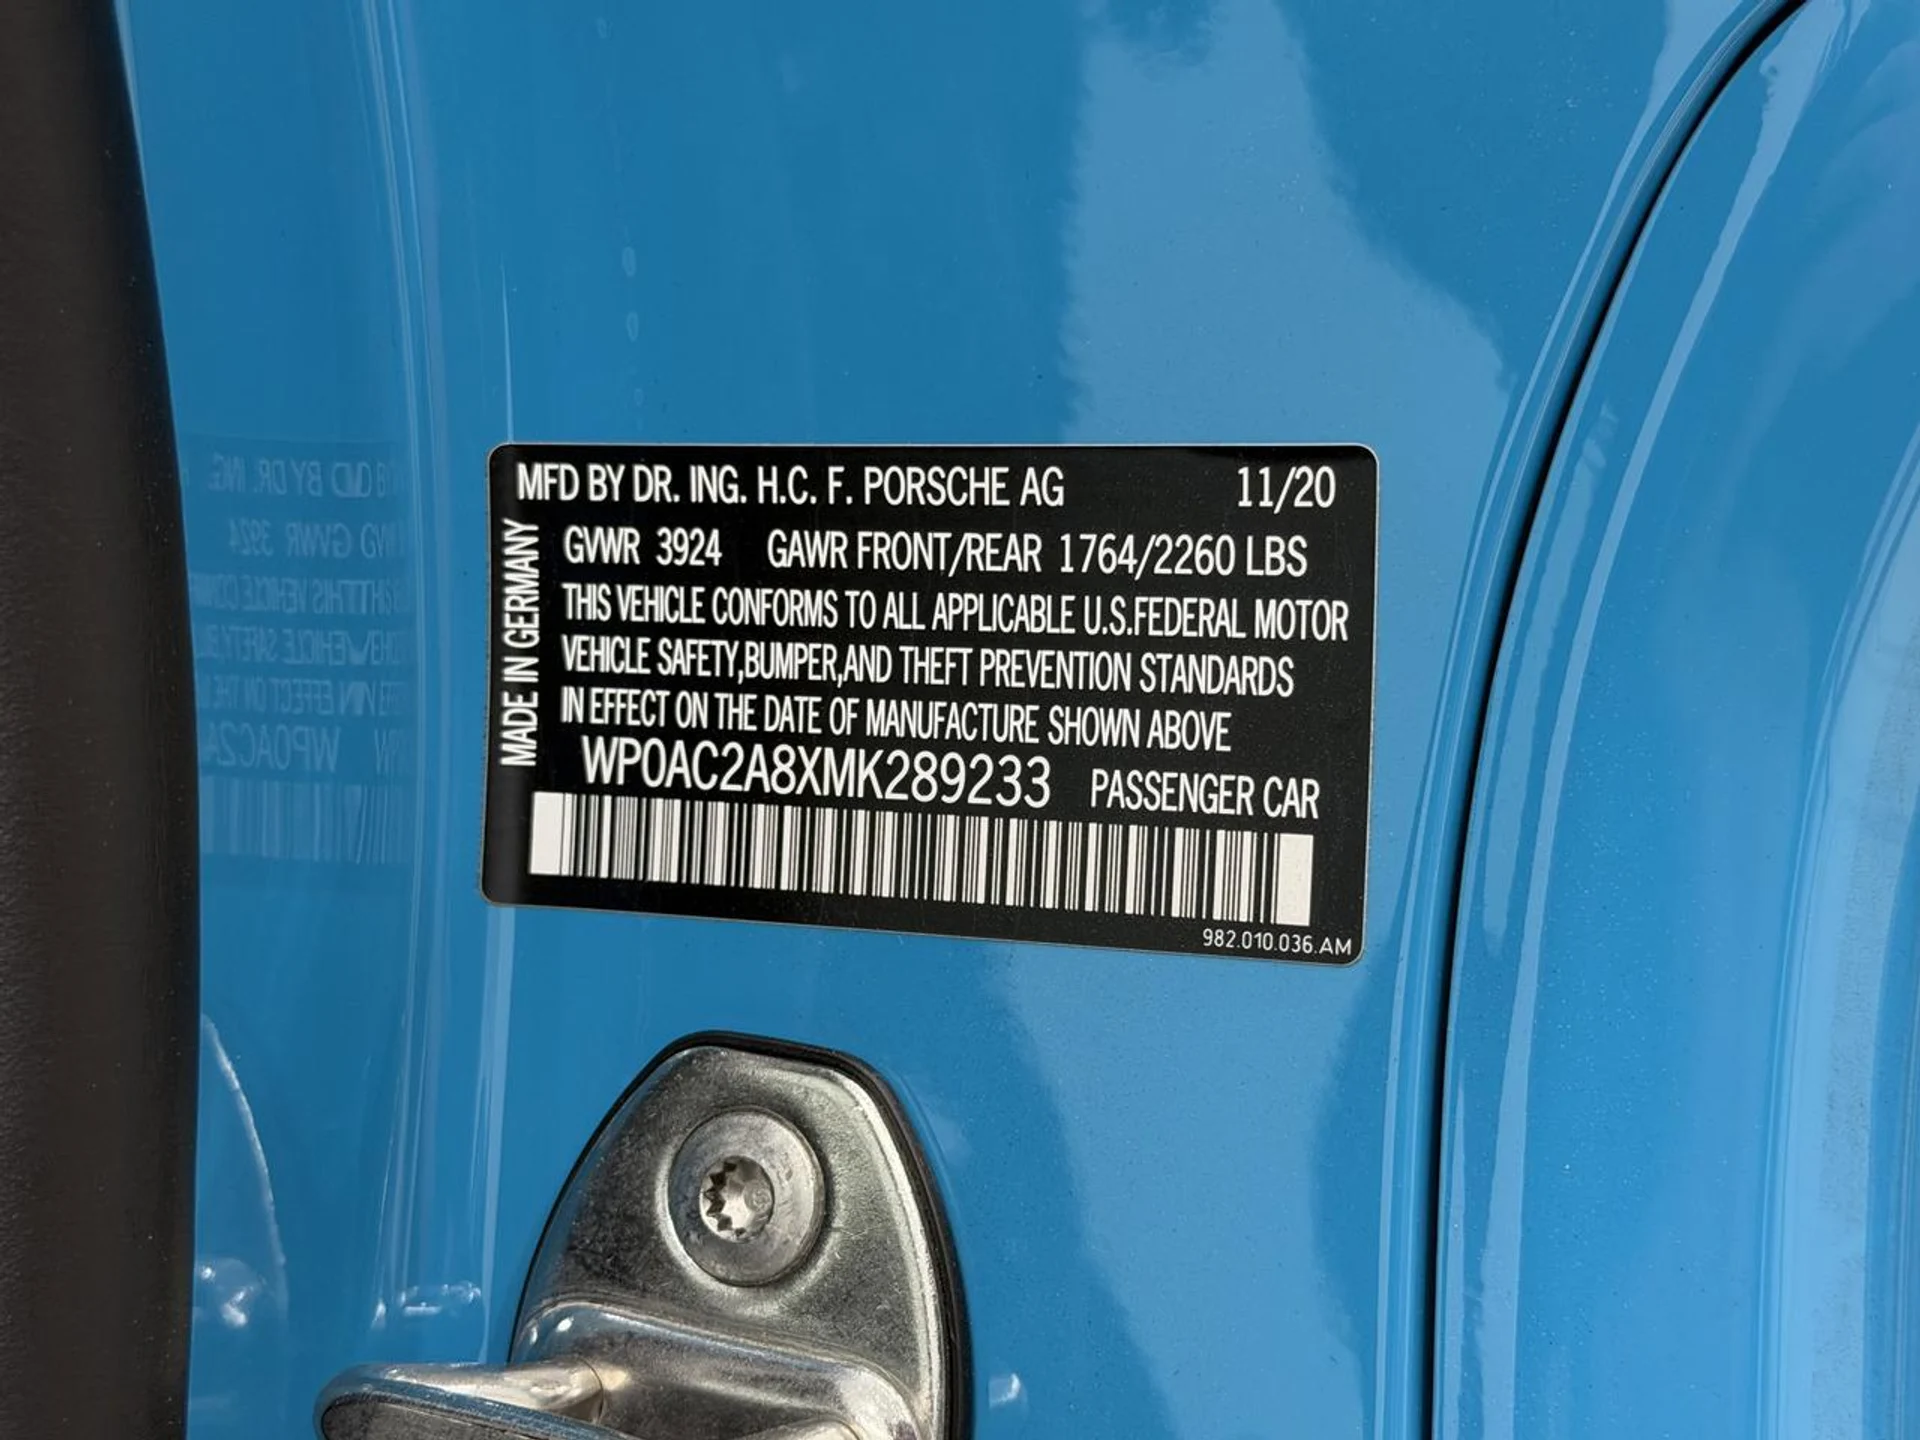 MFD BY DR. ING. H.C. F. PORSCHE AG 11/20
GVWR 3924 GAWR FRONT/REAR 1764/2260 LBS
THIS VEHICLE CONFORMS TO ALL APPLICABLE U.S.FEDERAL MOTOR
VEHICLE SAFETY,BUMPER,AND THEFT PREVENTION STANDARDS
IN EFFECT ON THE DATE OF MANUFACTURE SHOWN ABOVE
WP0AC2A8XMK289233 PASSENGER CAR
982.010.036.AM
MADE IN GERMANY